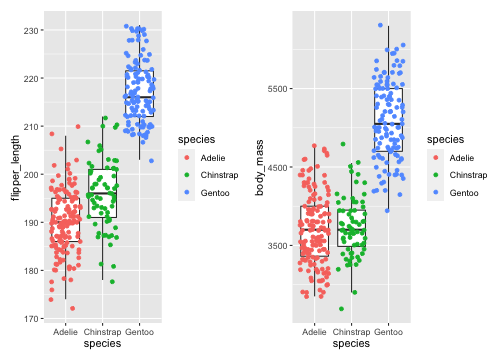 flipper_length
230
220
210
200
190
180
170
Adelie Chinstrap Gentoo
species
species
Adelie
Chinstrap
Gentoo
body_mass
5500
4500
3500
Adelie Chinstrap Gentoo
species
species
Adelie
Chinstrap
Gentoo